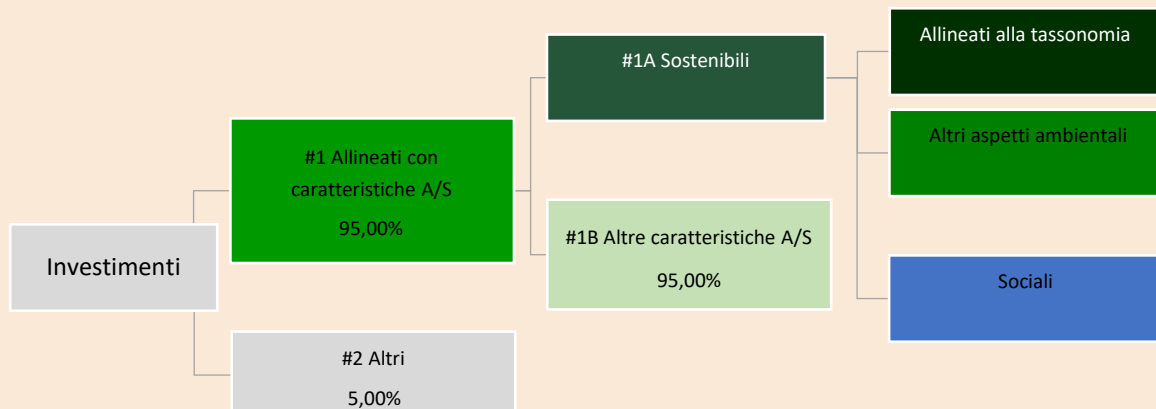 Investimenti
#1 Allineati con
caratteristiche A/S
95,00%
#2 Altri
5,00%
#1A Sostenibili
#1B Altre caratteristiche A/S
95,00%
Allineati alla tassonomia
Altri aspetti ambientali
Sociali